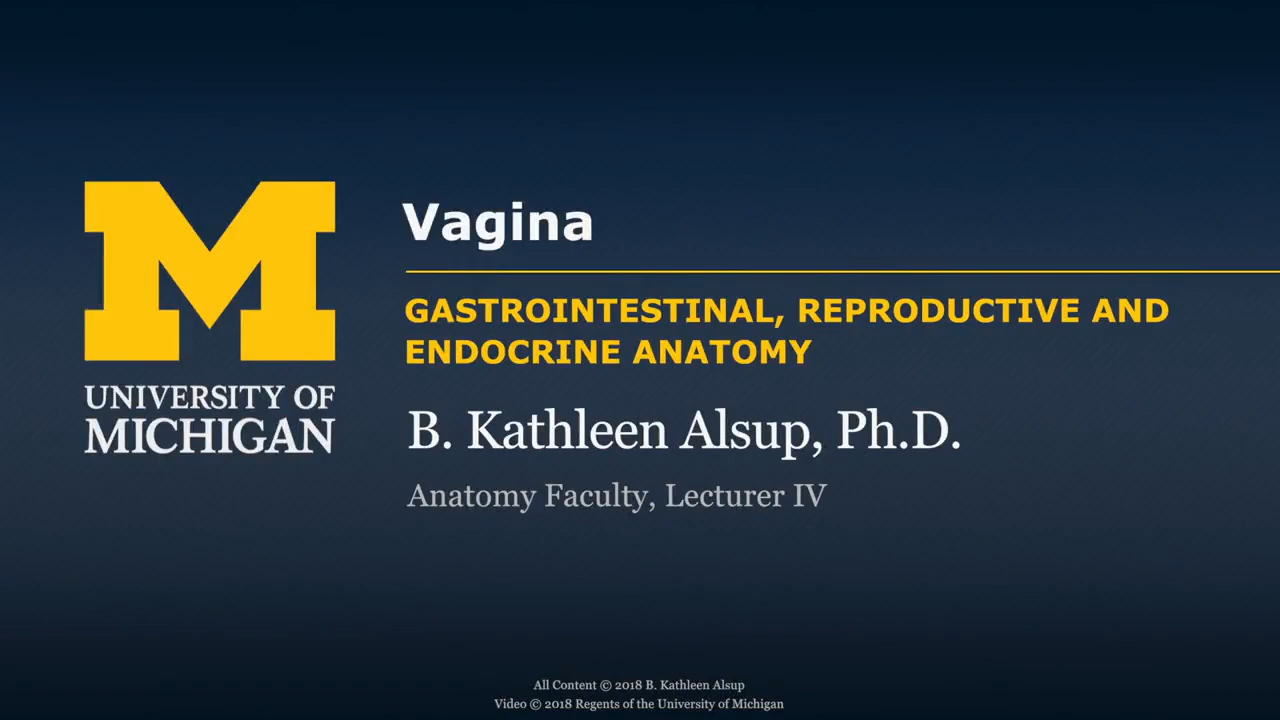 Vagina
GASTROINTESTINAL, REPRODUCTIVE AND
ENDOCRINE ANATOMY
B. Kathleen Alsup, Ph.D.
Anatomy Faculty, Lecturer IV
M
UNIVERSITY OF
MICHIGAN
All Content © 2018 B. Kathleen Alsup
Video © 2018 Regents of the University of Michigan